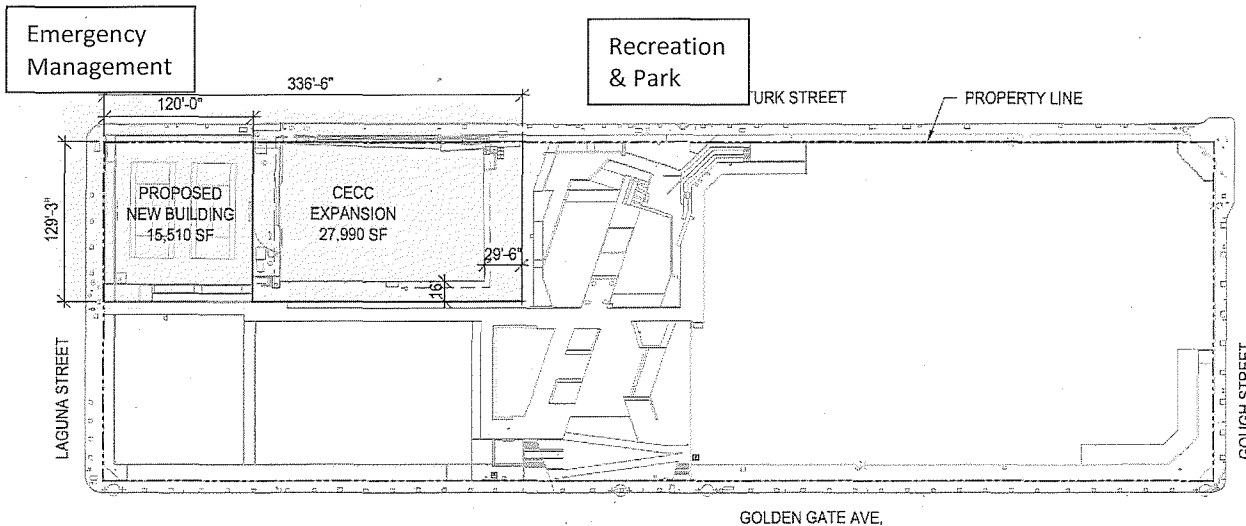 Emergency
Management
Recreation
& Park
336'-6"
120'-0"
TURK STREET
PROPERTY LINE
129'-3"
PROPOSED
NEW BUILDING
15,510 SF
CECC
EXPANSION
27,990 SF
29'-6"
16'
LAGUNA STREET
GOUGH STREET
GOLDEN GATE AVE,